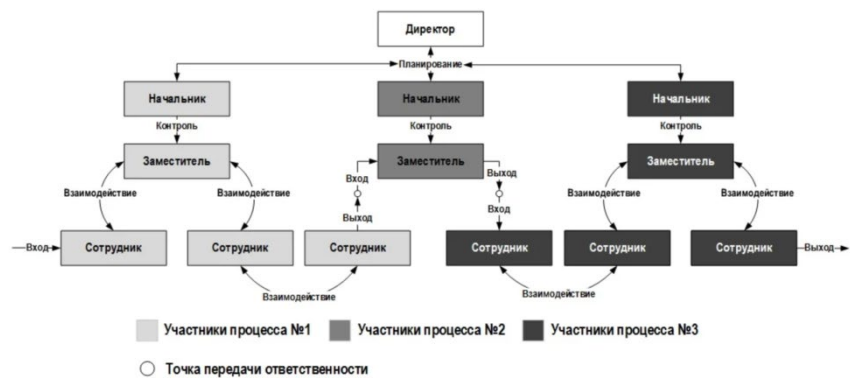 Директор
Планирование
Начальник
Начальник
Начальник
Контроль
Контроль
Контроль
Заместитель
Заместитель
Заместитель
Взаимодействие
Взаимодействие
Вход
Выход
Взаимодействие
Взаимодействие
Выход
Вход
Вход
Сотрудник
Сотрудник
Сотрудник
Сотрудник
Сотрудник
Сотрудник
Выход
Взаимодействие
Взаимодействие
Участники процесса №1
Участники процесса №2
Участники процесса №3
Точка передачи ответственности